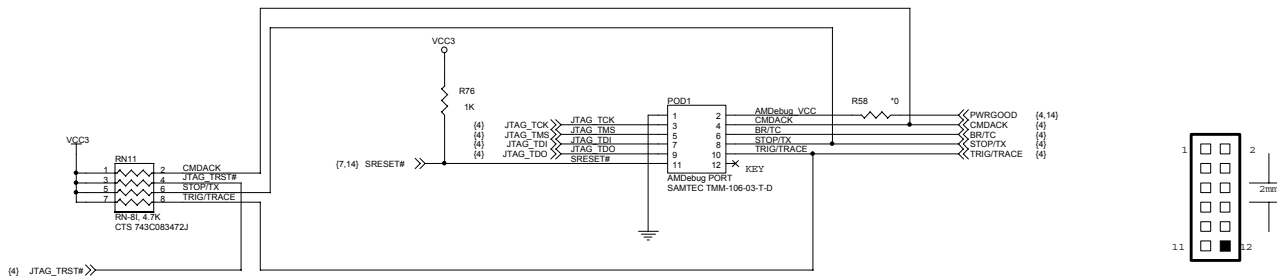 VCC3
R76
1K
POD1
R58 *0
1 2 AMDebug_VCC PWRGOOD {4,14}
{4} JTAG_TCK JTAG_TCK 3 4 CMDACK CMDACK {4}
{4} JTAG_TMS JTAG_TMS 5 6 BR/TC BR/TC {4}
{4} JTAG_TDI JTAG_TDI 7 8 STOP/TX STOP/TX {4}
{4} JTAG_TDO JTAG_TDO 9 10 TRIG/TRACE TRIG/TRACE {4}
{7,14} SRESET# SRESET# 11 12 KEY
AMDebug PORT
SAMTEC TMM-106-03-T-D
VCC3
RN11
1 2 CMDACK
3 4 JTAG_TRST#
5 6 STOP/TX
7 8 TRIG/TRACE
RN-8I, 4.7K
CTS 743C083472J
{4} JTAG_TRST#
1 2
2mm
11 12